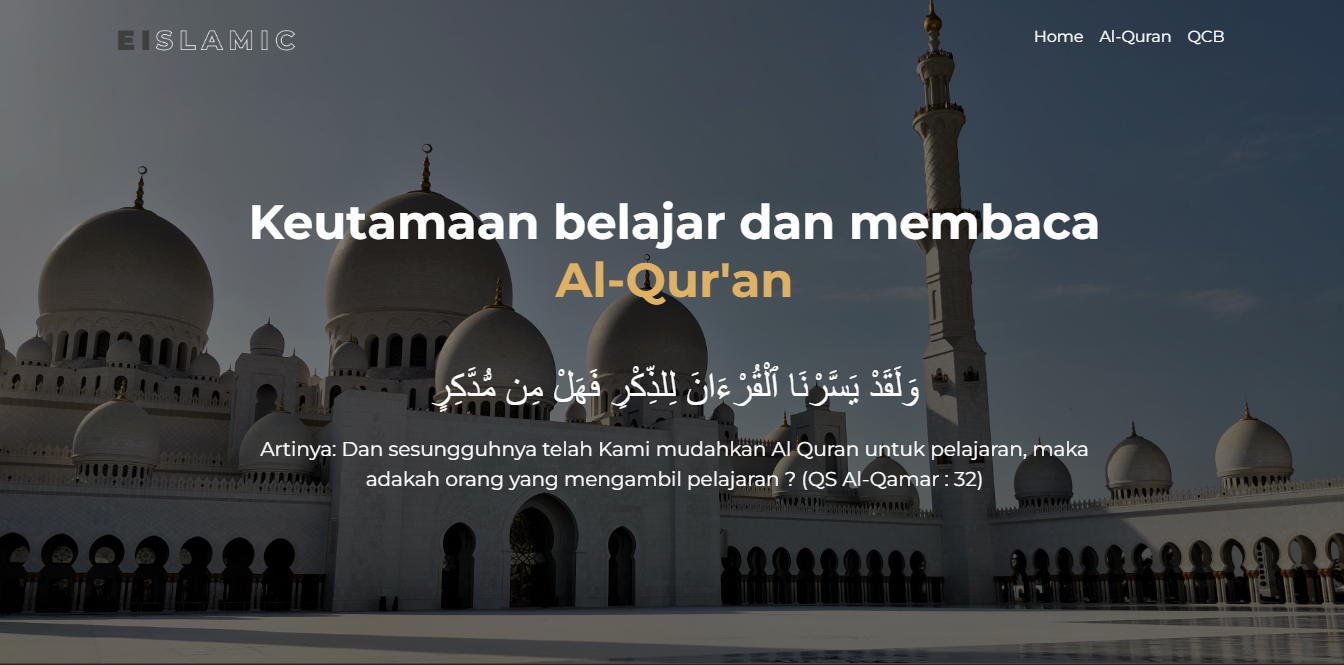 EISLAMIC
Home Al-Quran QCB
Keutamaan belajar dan membaca
Al-Qur'an
وَلَقَدْ يَسَّرْنَا ٱلْقُرْءَانَ لِلذِّكْرِ فَهَلْ مِن مُّدَّكِرٍ
Artinya: Dan sesungguhnya telah Kami mudahkan Al Quran untuk pelajaran, maka
adakah orang yang mengambil pelajaran ? (QS Al-Qamar : 32)